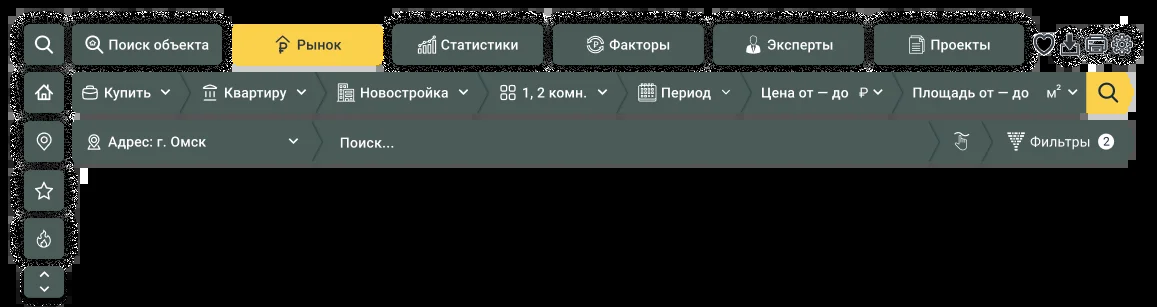 Поиск объекта Рынок Статистики Факторы Эксперты Проекты
Купить Квартиру Новостройка 1, 2 комн. Период Цена от — до ₽ Площадь от — до м²
Адрес: г. Омск Поиск... Фильтры 2